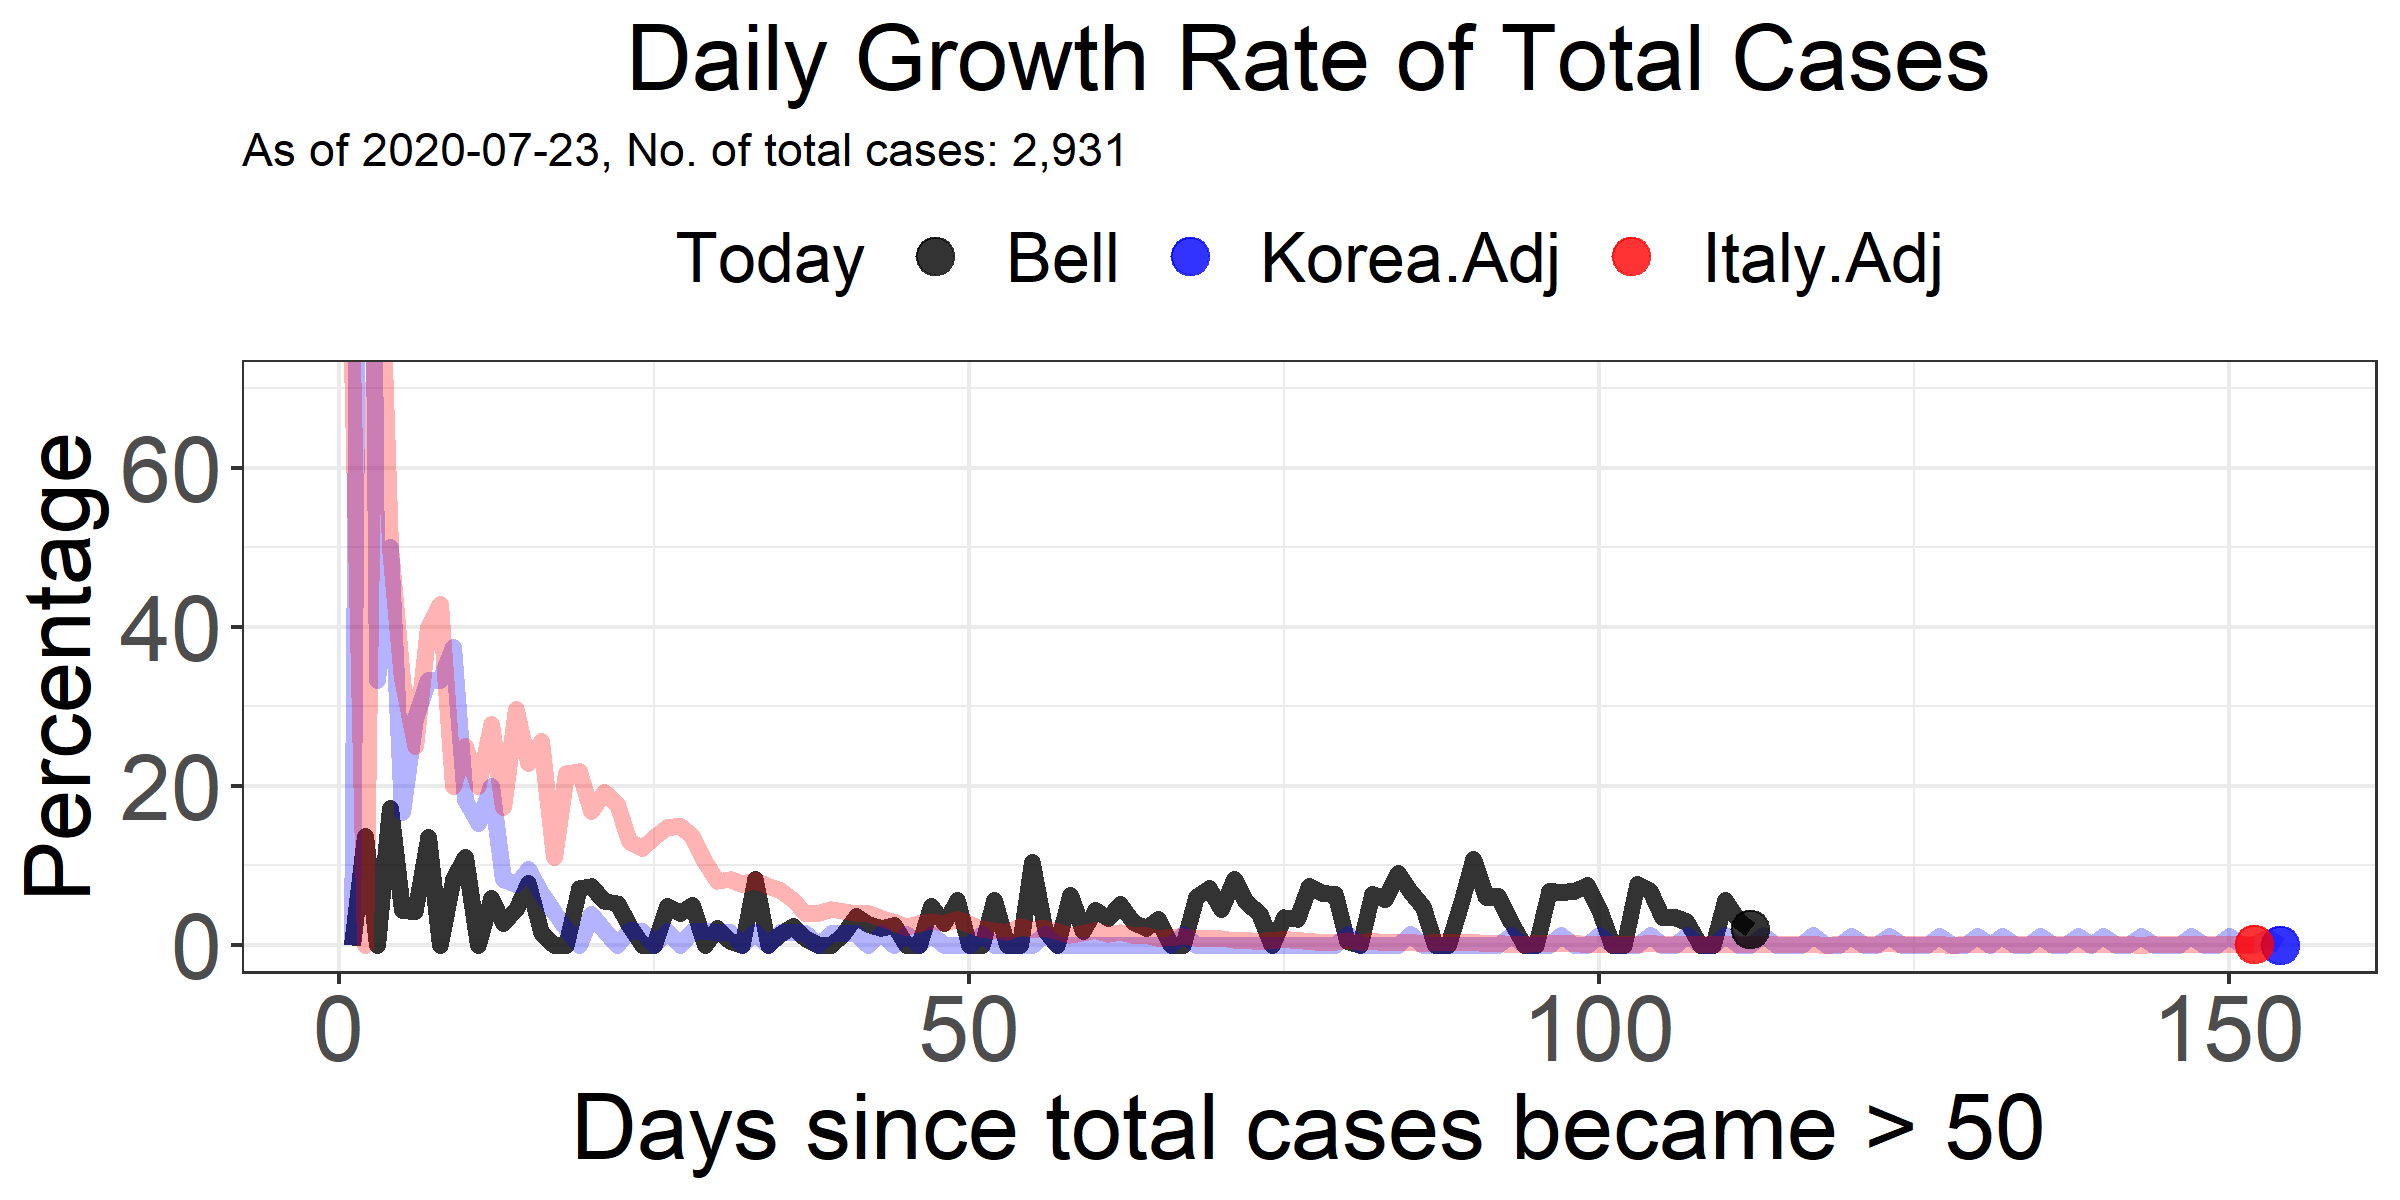 Daily Growth Rate of Total Cases
As of 2020-07-23, No. of total cases: 2,931
Today Bell Korea.Adj Italy.Adj
Percentage
60
40
20
0
0 50 100 150
Days since total cases became > 50